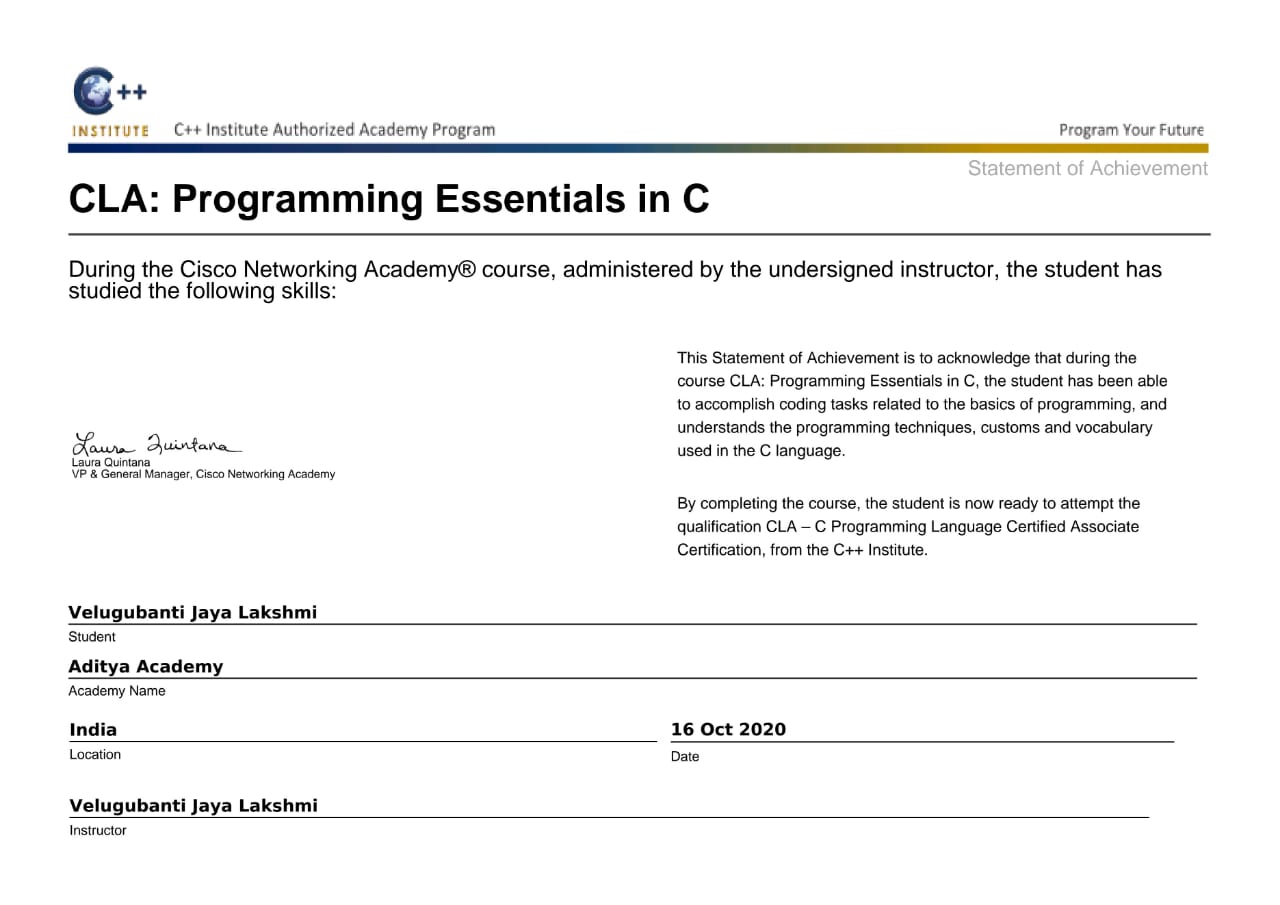 C++
INSTITUTE
C++ Institute Authorized Academy Program
Program Your Future
Statement of Achievement
CLA: Programming Essentials in C
During the Cisco Networking Academy® course, administered by the undersigned instructor, the student has
studied the following skills:
This Statement of Achievement is to acknowledge that during the
course CLA: Programming Essentials in C, the student has been able
to accomplish coding tasks related to the basics of programming, and
understands the programming techniques, customs and vocabulary
used in the C language.
By completing the course, the student is now ready to attempt the
qualification CLA – C Programming Language Certified Associate
Certification, from the C++ Institute.
Laura Quintana
Laura Quintana
VP & General Manager, Cisco Networking Academy
Velugubanti Jaya Lakshmi
Student
Aditya Academy
Academy Name
India
Location
16 Oct 2020
Date
Velugubanti Jaya Lakshmi
Instructor